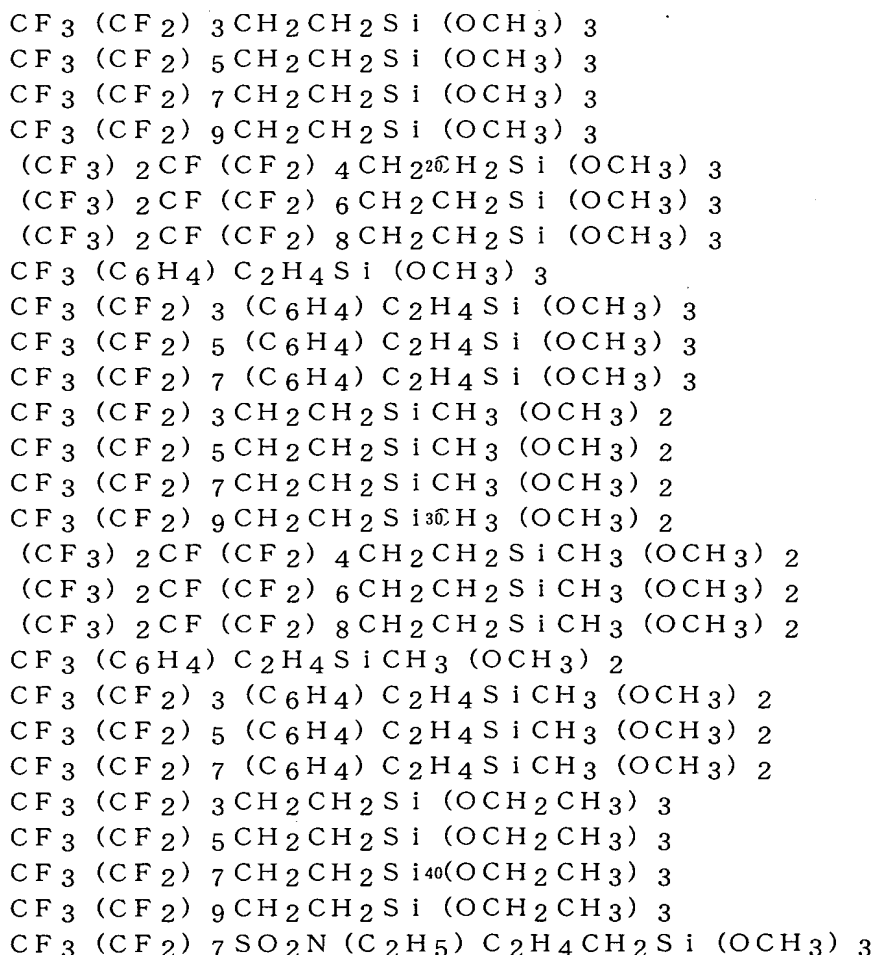 CF3 (CF2) 3CH2CH2Si (OCH3) 3
CF3 (CF2) 5CH2CH2Si (OCH3) 3
CF3 (CF2) 7CH2CH2Si (OCH3) 3
CF3 (CF2) 9CH2CH2Si (OCH3) 3
(CF3) 2CF (CF2) 4CH220CH2Si (OCH3) 3
(CF3) 2CF (CF2) 6CH2CH2Si (OCH3) 3
(CF3) 2CF (CF2) 8CH2CH2Si (OCH3) 3
CF3 (C6H4) C2H4Si (OCH3) 3
CF3 (CF2) 3 (C6H4) C2H4Si (OCH3) 3
CF3 (CF2) 5 (C6H4) C2H4Si (OCH3) 3
CF3 (CF2) 7 (C6H4) C2H4Si (OCH3) 3
CF3 (CF2) 3CH2CH2SiCH3 (OCH3) 2
CF3 (CF2) 5CH2CH2SiCH3 (OCH3) 2
CF3 (CF2) 7CH2CH2SiCH3 (OCH3) 2
CF3 (CF2) 9CH2CH2Si30CH3 (OCH3) 2
(CF3) 2CF (CF2) 4CH2CH2SiCH3 (OCH3) 2
(CF3) 2CF (CF2) 6CH2CH2SiCH3 (OCH3) 2
(CF3) 2CF (CF2) 8CH2CH2SiCH3 (OCH3) 2
CF3 (C6H4) C2H4SiCH3 (OCH3) 2
CF3 (CF2) 3 (C6H4) C2H4SiCH3 (OCH3) 2
CF3 (CF2) 5 (C6H4) C2H4SiCH3 (OCH3) 2
CF3 (CF2) 7 (C6H4) C2H4SiCH3 (OCH3) 2
CF3 (CF2) 3CH2CH2Si (OCH2CH3) 3
CF3 (CF2) 5CH2CH2Si (OCH2CH3) 3
CF3 (CF2) 7CH2CH2Si40(OCH2CH3) 3
CF3 (CF2) 9CH2CH2Si (OCH2CH3) 3
CF3 (CF2) 7SO2N (C2H5) C2H4CH2Si (OCH3) 3